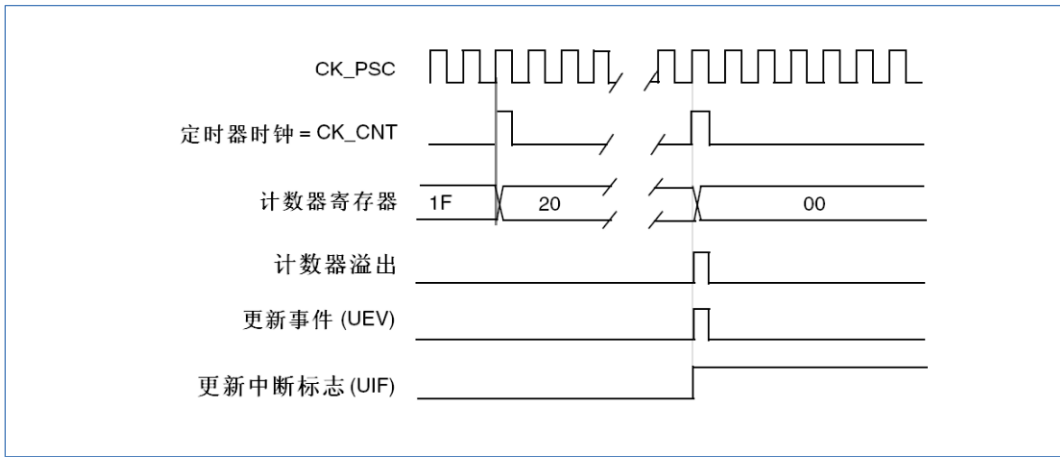 CK_PSC
定时器时钟 = CK_CNT
计数器寄存器 1F 20 00
计数器溢出
更新事件 (UEV)
更新中断标志 (UIF)